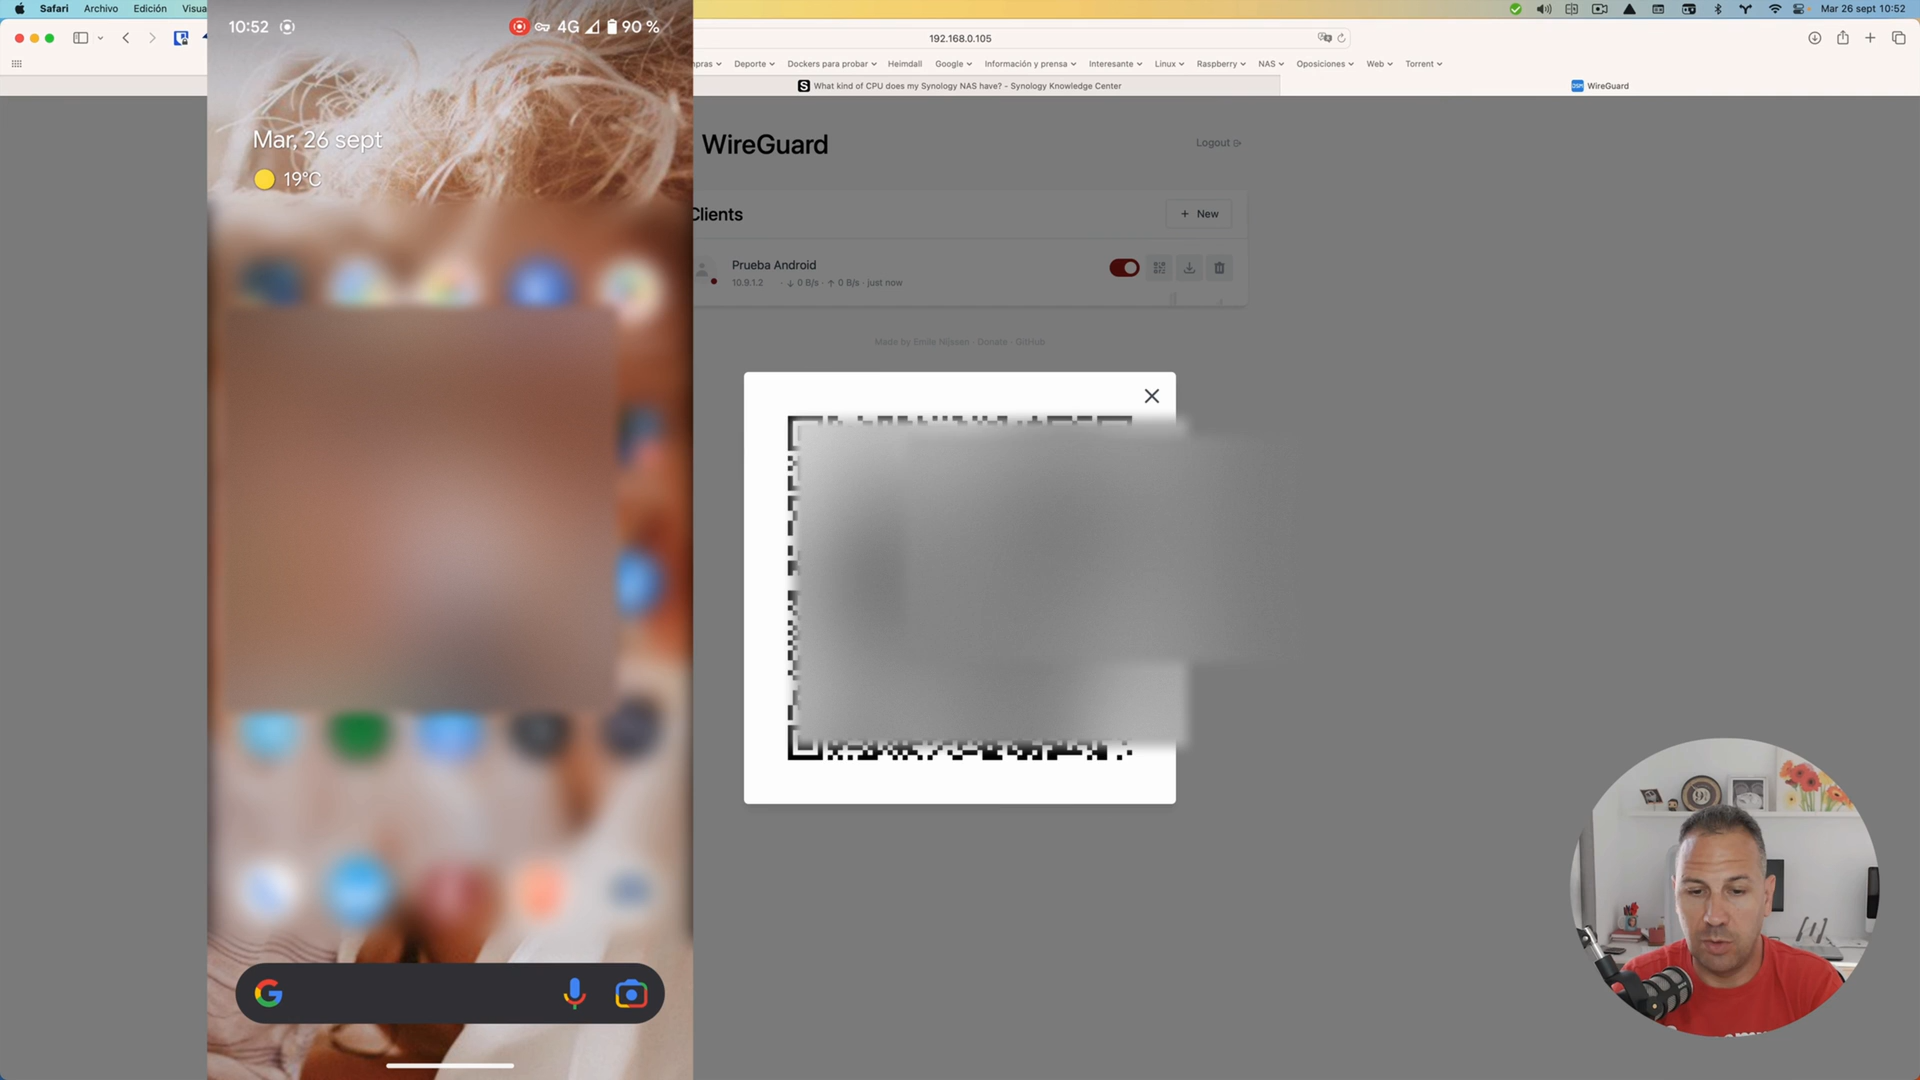 Safari Archivo Edición Visua
Mar 26 sept 10:52
10:52 4G 90 %
192.168.0.105
pras Deporte Dockers para probar Heimdall Google Información y prensa Interesante Linux Raspberry NAS Oposiciones Web Torrent
S What kind of CPU does my Synology NAS have? - Synology Knowledge Center
DSM WireGuard
Mar, 26 sept
19°C
WireGuard
Logout
Clients
+ New
Prueba Android
10.9.1.2 · ↓ 0 B/s · ↑ 0 B/s · just now
Made by Emile Nijssen · Donate · GitHub
G